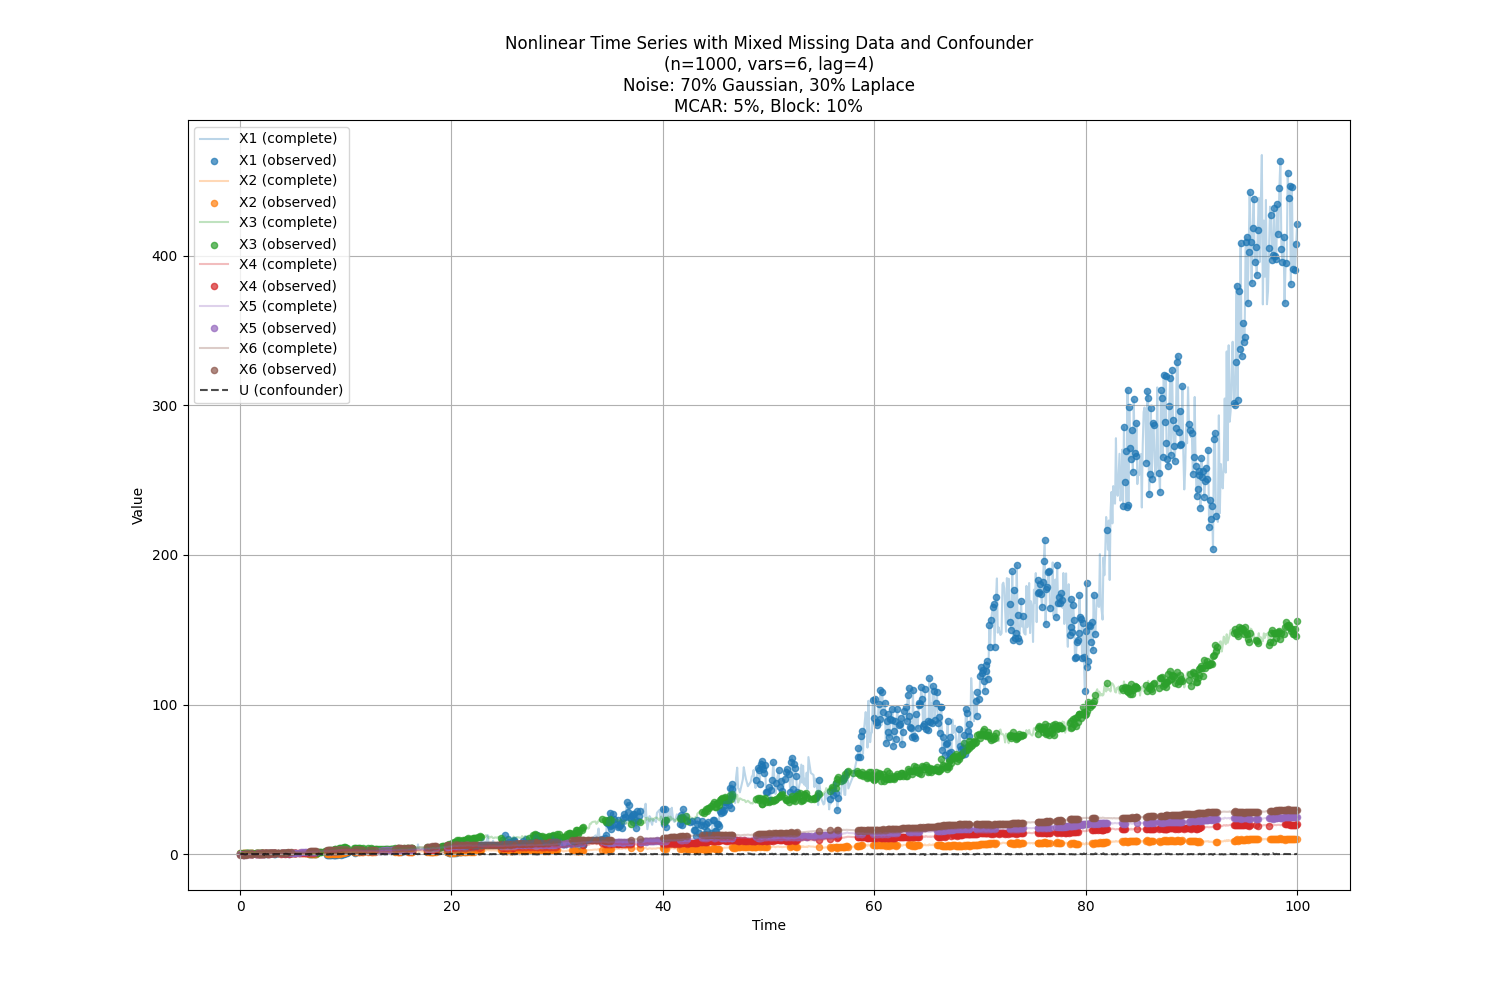 Nonlinear Time Series with Mixed Missing Data and Confounder
(n=1000, vars=6, lag=4)
Noise: 70% Gaussian, 30% Laplace
MCAR: 5%, Block: 10%
X1 (complete)
X1 (observed)
X2 (complete)
X2 (observed)
X3 (complete)
X3 (observed)
X4 (complete)
X4 (observed)
X5 (complete)
X5 (observed)
X6 (complete)
X6 (observed)
U (confounder)
Value
400
300
200
100
0
0 20 40 60 80 100
Time